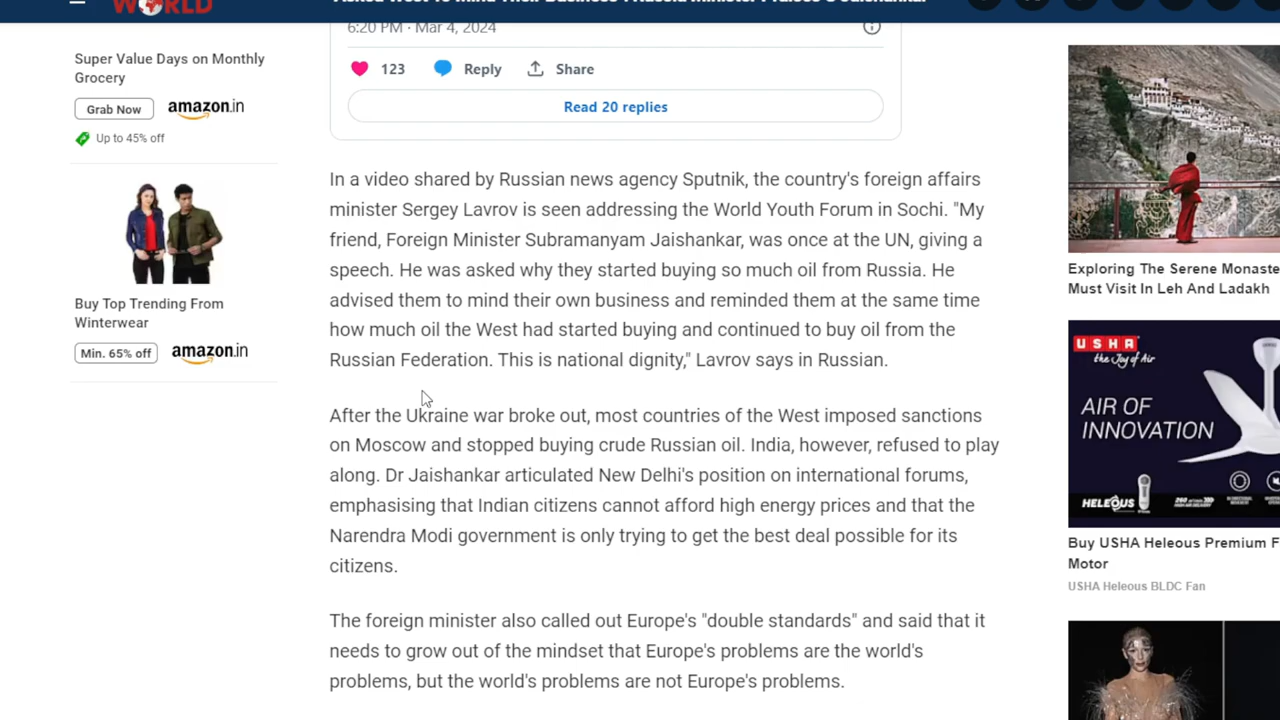 WORLD
6:20 PM · Mar 4, 2024
123 Reply Share
Read 20 replies
Super Value Days on Monthly
Grocery
Grab Now amazon.in
Up to 45% off
Buy Top Trending From
Winterwear
Min. 65% off amazon.in
In a video shared by Russian news agency Sputnik, the country's foreign affairs
minister Sergey Lavrov is seen addressing the World Youth Forum in Sochi. "My
friend, Foreign Minister Subramanyam Jaishankar, was once at the UN, giving a
speech. He was asked why they started buying so much oil from Russia. He
advised them to mind their own business and reminded them at the same time
how much oil the West had started buying and continued to buy oil from the
Russian Federation. This is national dignity," Lavrov says in Russian.
After the Ukraine war broke out, most countries of the West imposed sanctions
on Moscow and stopped buying crude Russian oil. India, however, refused to play
along. Dr Jaishankar articulated New Delhi's position on international forums,
emphasising that Indian citizens cannot afford high energy prices and that the
Narendra Modi government is only trying to get the best deal possible for its
citizens.
The foreign minister also called out Europe's "double standards" and said that it
needs to grow out of the mindset that Europe's problems are the world's
problems, but the world's problems are not Europe's problems.
Exploring The Serene Monaste
Must Visit In Leh And Ladakh
USHA
the Joy of Air
AIR OF
INNOVATION
HELEOUS
Buy USHA Heleous Premium F
Motor
USHA Heleous BLDC Fan